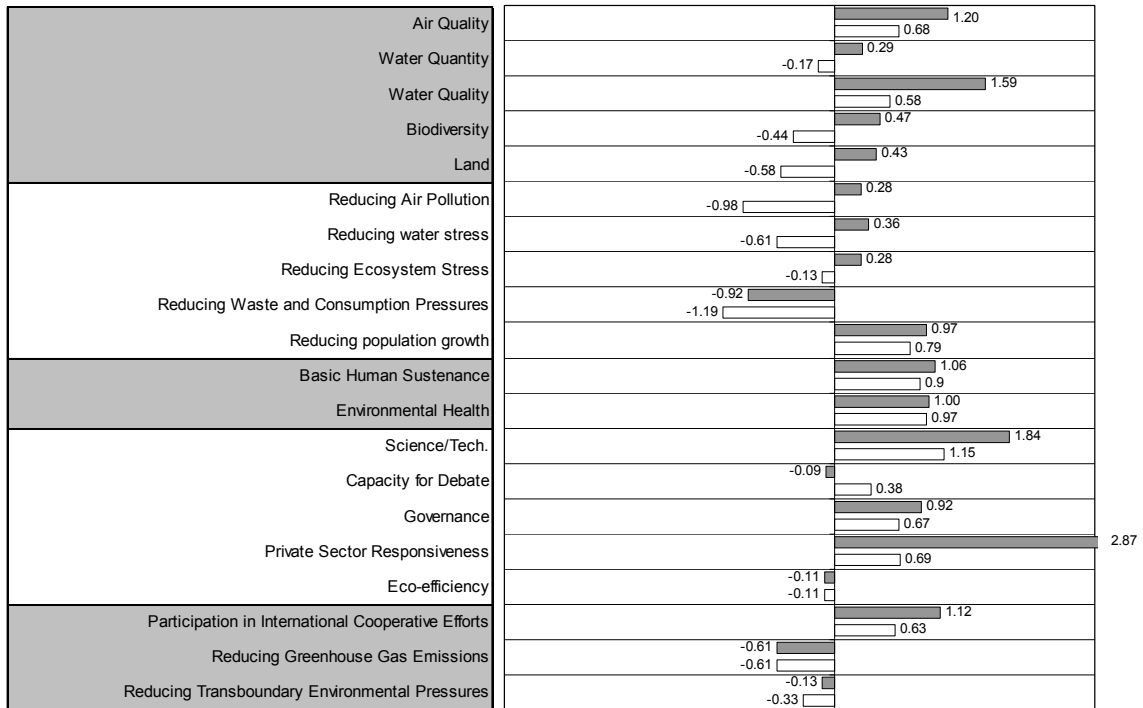 Air Quality
1.20
0.68
Water Quantity
0.29
-0.17
Water Quality
1.59
0.58
Biodiversity
0.47
-0.44
Land
0.43
-0.58
Reducing Air Pollution
0.28
-0.98
Reducing water stress
0.36
-0.61
Reducing Ecosystem Stress
0.28
-0.13
Reducing Waste and Consumption Pressures
-0.92
-1.19
Reducing population growth
0.97
0.79
Basic Human Sustenance
1.06
0.9
Environmental Health
1.00
0.97
Science/Tech.
1.84
1.15
Capacity for Debate
-0.09
0.38
Governance
0.92
0.67
Private Sector Responsiveness
2.87
0.69
Eco-efficiency
-0.11
-0.11
Participation in International Cooperative Efforts
1.12
0.63
Reducing Greenhouse Gas Emissions
-0.61
-0.61
Reducing Transboundary Environmental Pressures
-0.13
-0.33